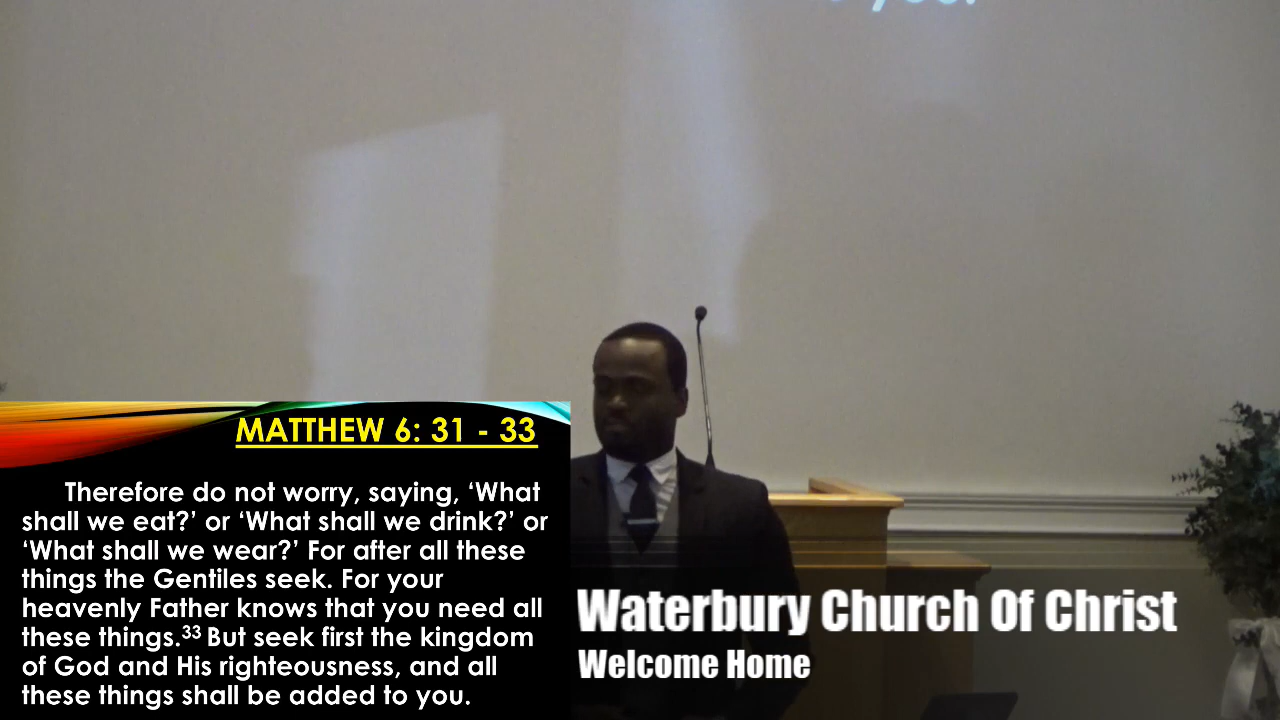 MATTHEW 6: 31 - 33
Therefore do not worry, saying, ‘What
shall we eat?’ or ‘What shall we drink?’ or
‘What shall we wear?’ For after all these
things the Gentiles seek. For your
heavenly Father knows that you need all
these things.³³ But seek first the kingdom
of God and His righteousness, and all
these things shall be added to you.
Waterbury Church Of Christ
Welcome Home